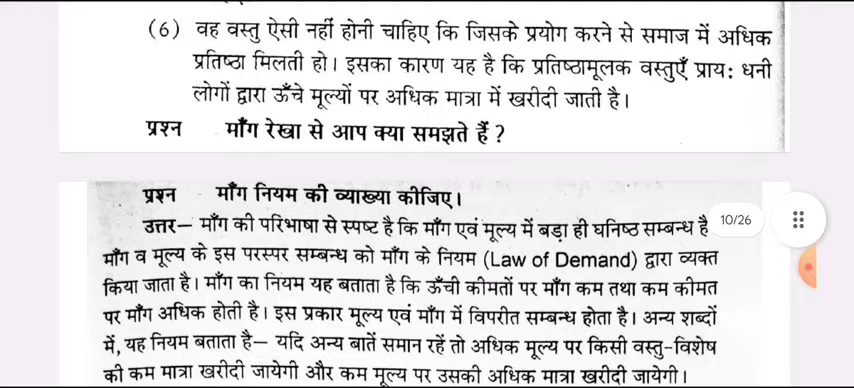 (6) वह वस्तु ऐसी नहीं होनी चाहिए कि जिसके प्रयोग करने से समाज में अधिक
प्रतिष्ठा मिलती हो। इसका कारण यह है कि प्रतिष्ठामूलक वस्तुएँ प्राय: धनी
लोगों द्वारा ऊँचे मूल्यों पर अधिक मात्रा में खरीदी जाती है।
प्रश्न माँग रेखा से आप क्या समझते हैं ?
प्रश्न माँग नियम की व्याख्या कीजिए।
उत्तर— माँग की परिभाषा से स्पष्ट है कि माँग एवं मूल्य में बड़ा ही घनिष्ठ सम्बन्ध है
10/26
माँग व मूल्य के इस परस्पर सम्बन्ध को माँग के नियम (Law of Demand) द्वारा व्यक्त
किया जाता है। माँग का नियम यह बताता है कि ऊँची कीमतों पर माँग कम तथा कम कीमत
पर माँग अधिक होती है। इस प्रकार मूल्य एवं माँग में विपरीत सम्बन्ध होता है। अन्य शब्दों
में, यह नियम बताता है— यदि अन्य बातें समान रहें तो अधिक मूल्य पर किसी वस्तु-विशेष
की कम मात्रा खरीदी जायेगी और कम मूल्य पर उसकी अधिक मात्रा खरीदी जायेगी।